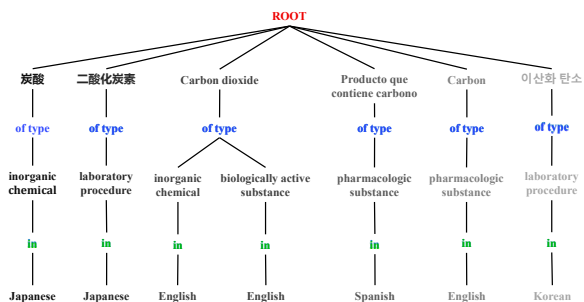 ROOT
炭酸
二酸化炭素
Carbon dioxide
Producto que
contiene carbono
Carbon
이산화 탄소
of type
of type
of type
of type
of type
of type
inorganic
chemical
laboratory
procedure
inorganic
chemical
biologically active
substance
pharmacologic
substance
pharmacologic
substance
laboratory
procedure
in
in
in
in
in
in
in
Japanese
Japanese
English
English
Spanish
English
Korean